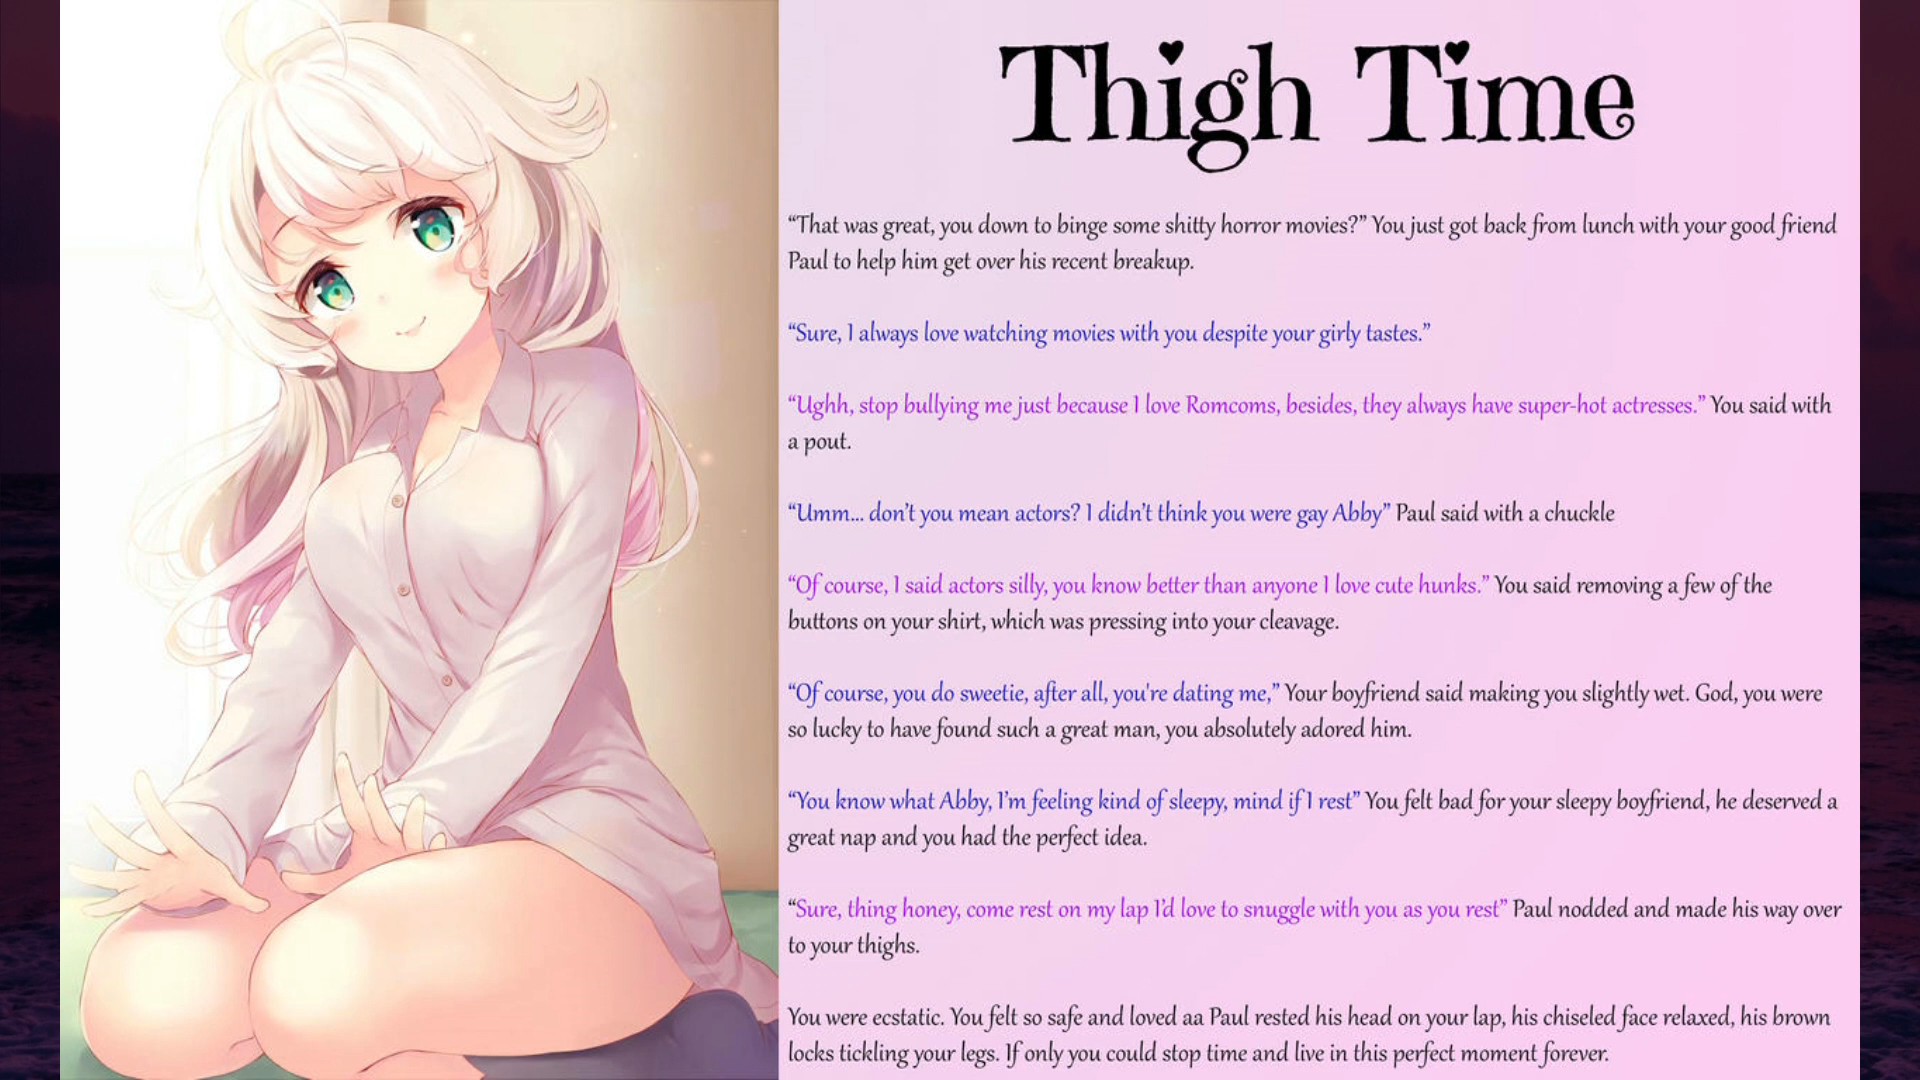 Thigh Time
“That was great, you down to binge some shitty horror movies?” You just got back from lunch with your good friend
Paul to help him get over his recent breakup.
“Sure, I always love watching movies with you despite your girly tastes.”
“Ughh, stop bullying me just because I love Romcoms, besides, they always have super-hot actresses.” You said with
a pout.
“Umm... don’t you mean actors? I didn’t think you were gay Abby” Paul said with a chuckle
“Of course, I said actors silly, you know better than anyone I love cute hunks.” You said removing a few of the
buttons on your shirt, which was pressing into your cleavage.
“Of course, you do sweetie, after all, you're dating me,” Your boyfriend said making you slightly wet. God, you were
so lucky to have found such a great man, you absolutely adored him.
“You know what Abby, I’m feeling kind of sleepy, mind if I rest” You felt bad for your sleepy boyfriend, he deserved a
great nap and you had the perfect idea.
“Sure, thing honey, come rest on my lap I’d love to snuggle with you as you rest” Paul nodded and made his way over
to your thighs.
You were ecstatic. You felt so safe and loved aa Paul rested his head on your lap, his chiseled face relaxed, his brown
locks tickling your legs. If only you could stop time and live in this perfect moment forever.